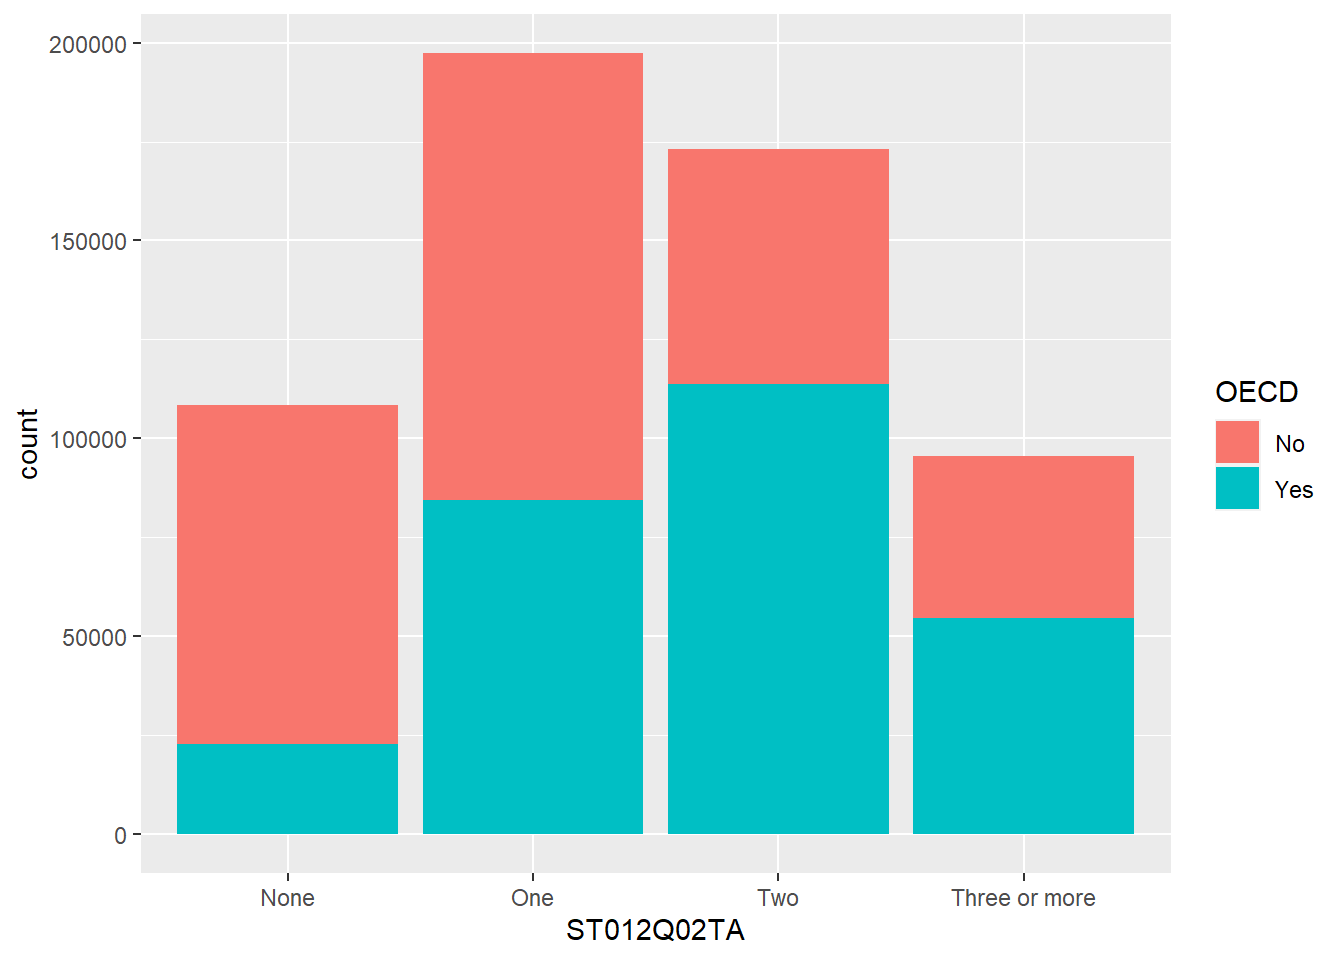 200000
150000
100000
50000
0
count
None One Two Three or more
ST012Q02TA
OECD
No
Yes